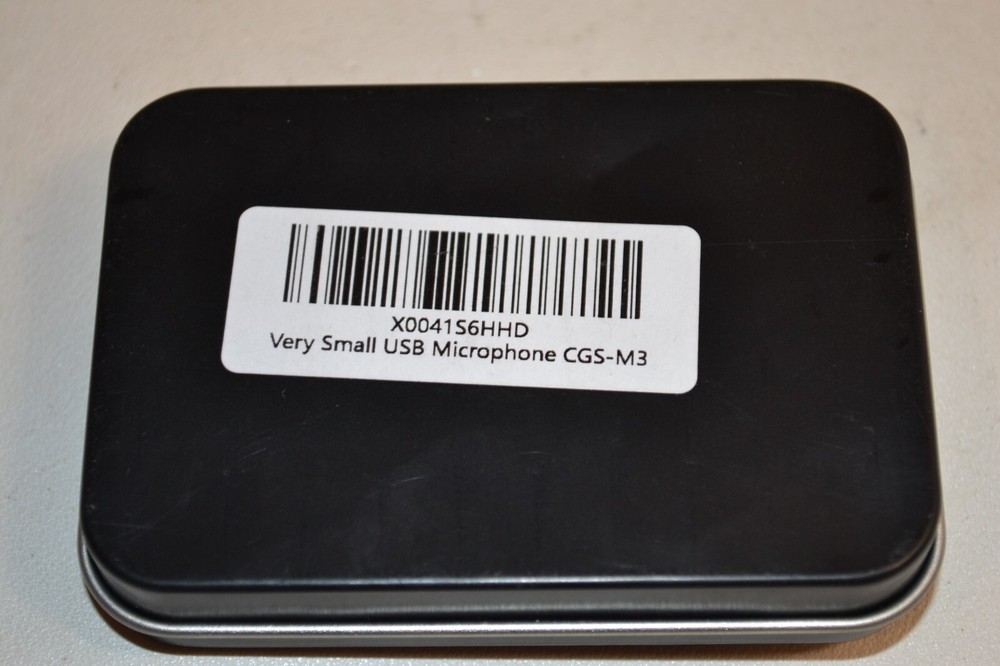 X0041S6HHD
Very Small USB Microphone CGS-M3